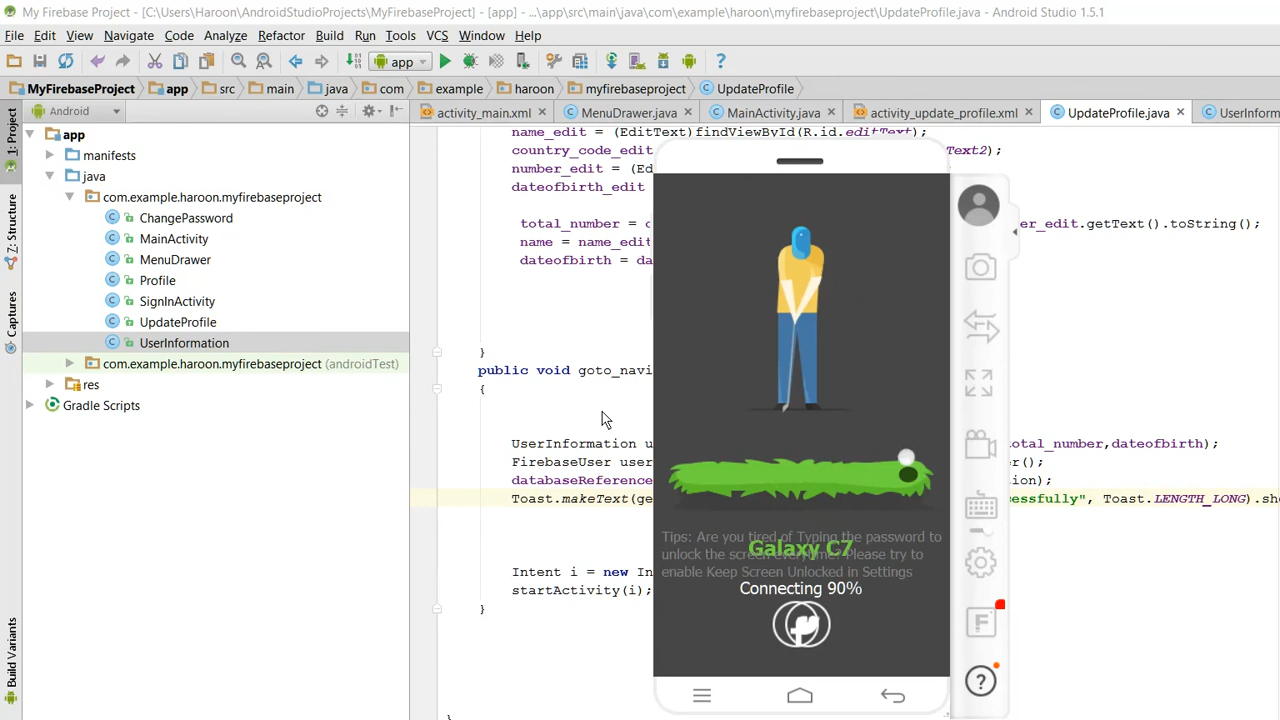 My Firebase Project - [C:\Users\Haroon\AndroidStudioProjects\MyFirebaseProject] - [app] - ...\app\src\main\java\com\example\haroon\myfirebaseproject\UpdateProfile.java - Android Studio 1.5.1
File Edit View Navigate Code Analyze Refactor Build Run Tools VCS Window Help
app
MyFirebaseProject app src main java com example haroon myfirebaseproject UpdateProfile
Android
activity_main.xml MenuDrawer.java MainActivity.java activity_update_profile.xml UpdateProfile.java UserInform
1: Project
Z: Structure
Captures
Build Variants
app
manifests
java
com.example.haroon.myfirebaseproject
ChangePassword
MainActivity
MenuDrawer
Profile
SignInActivity
UpdateProfile
UserInformation
com.example.haroon.myfirebaseproject (androidTest)
res
Gradle Scripts
name_edit = (EditText)findViewById(R.id.editText);
country_code_edit Text2);
number_edit = (Ed
dateofbirth_edit
total_number = c er_edit.getText().toString();
name = name_edit
dateofbirth = da
}
public void goto_navi
{
UserInformation u total_number,dateofbirth);
FirebaseUser user er();
databaseReference ion);
Toast.makeText(ge cessfully", Toast.LENGTH_LONG).sho
Intent i = new In
startActivity(i);
}
}
Tips: Are you tired of Typing the password to
unlock the screen everytime? Please try to
enable Keep Screen Unlocked in Settings
Galaxy C7
Connecting 90%
F
?